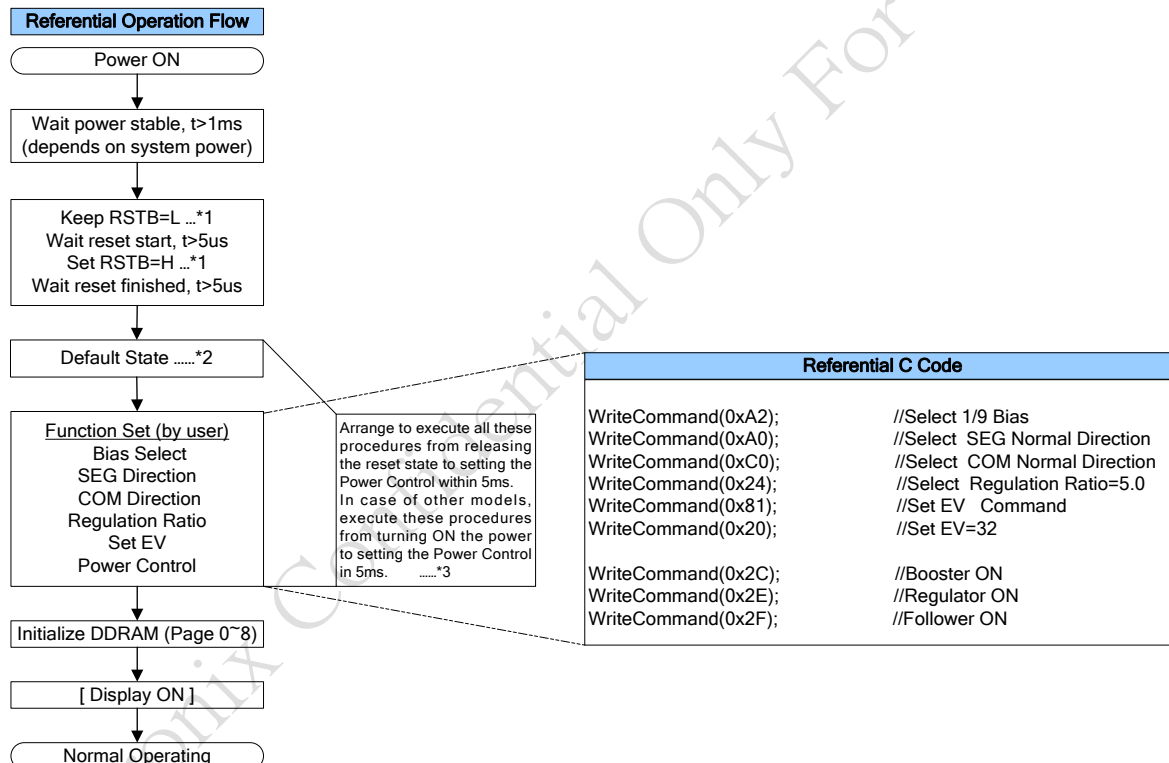 Referential Operation Flow
Power ON
Wait power stable, t>1ms
(depends on system power)
Keep RSTB=L ...*1
Wait reset start, t>5us
Set RSTB=H ...*1
Wait reset finished, t>5us
Default State ......*2
Function Set (by user)
Bias Select
SEG Direction
COM Direction
Regulation Ratio
Set EV
Power Control
Initialize DDRAM (Page 0~8)
[ Display ON ]
Normal Operating
Arrange to execute all these
procedures from releasing
the reset state to setting the
Power Control within 5ms.
In case of other models,
execute these procedures
from turning ON the power
to setting the Power Control
in 5ms. ......*3
Referential C Code
WriteCommand(0xA2); //Select 1/9 Bias
WriteCommand(0xA0); //Select SEG Normal Direction
WriteCommand(0xC0); //Select COM Normal Direction
WriteCommand(0x24); //Select Regulation Ratio=5.0
WriteCommand(0x81); //Set EV Command
WriteCommand(0x20); //Set EV=32
WriteCommand(0x2C); //Booster ON
WriteCommand(0x2E); //Regulator ON
WriteCommand(0x2F); //Follower ON
onix Confidential Only For